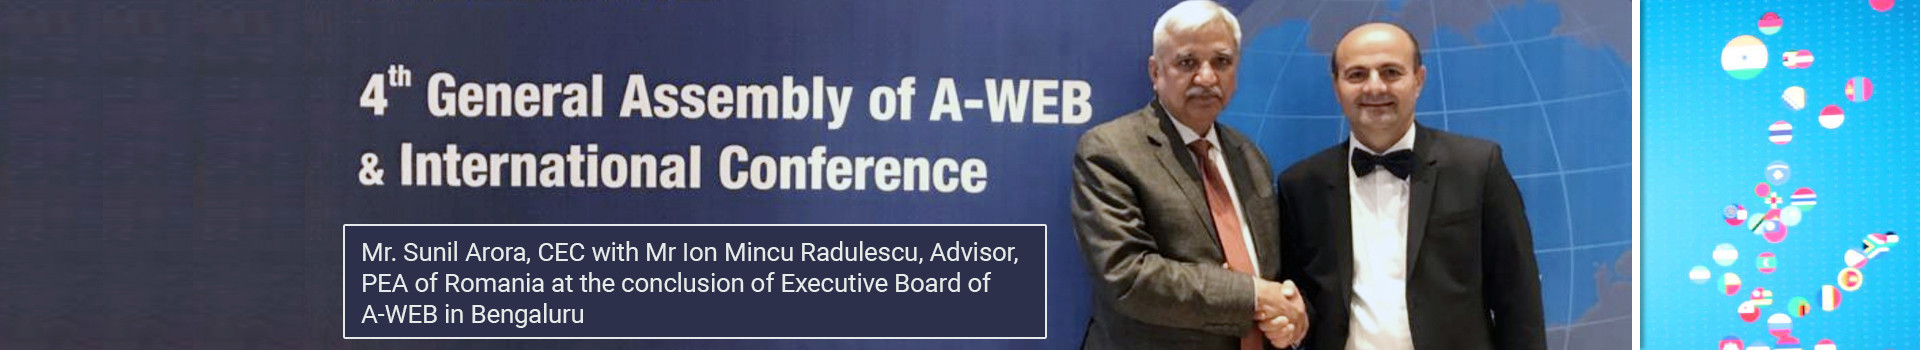 4th General Assembly of A-WEB
& International Conference
Mr. Sunil Arora, CEC with Mr Ion Mincu Radulescu, Advisor,
PEA of Romania at the conclusion of Executive Board of
A-WEB in Bengaluru